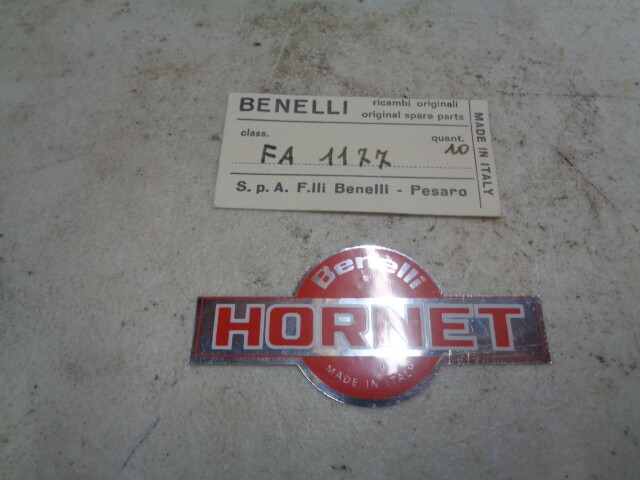 BENELLI
ricambi originali
original spare parts
class.
quant.
FA 1177
10
S.p.A. F.lli Benelli - Pesaro
MADE IN ITALY
Benelli
HORNET
MADE IN ITALY